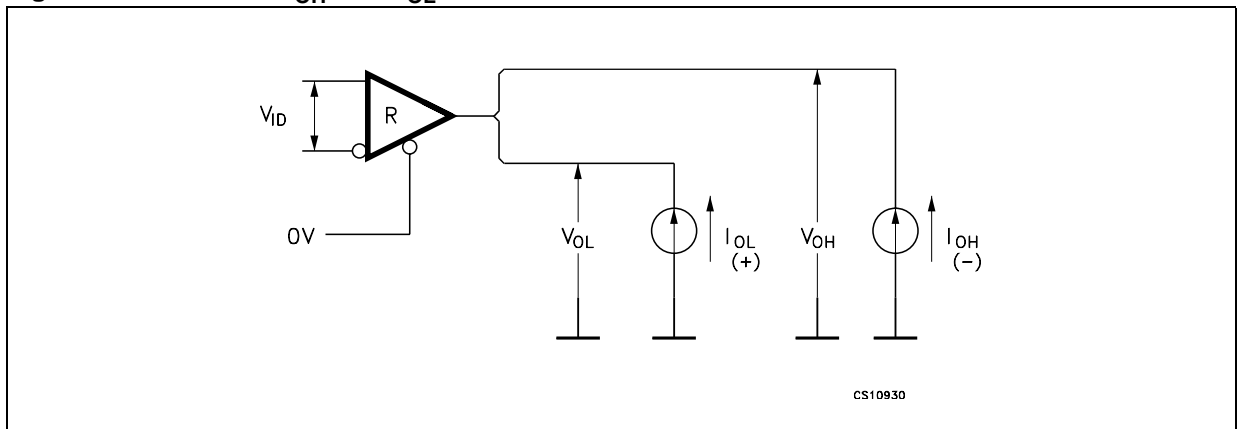 V_ID
R
0V
V_OL
I_OL
(+)
V_OH
I_OH
(−)
CS10930